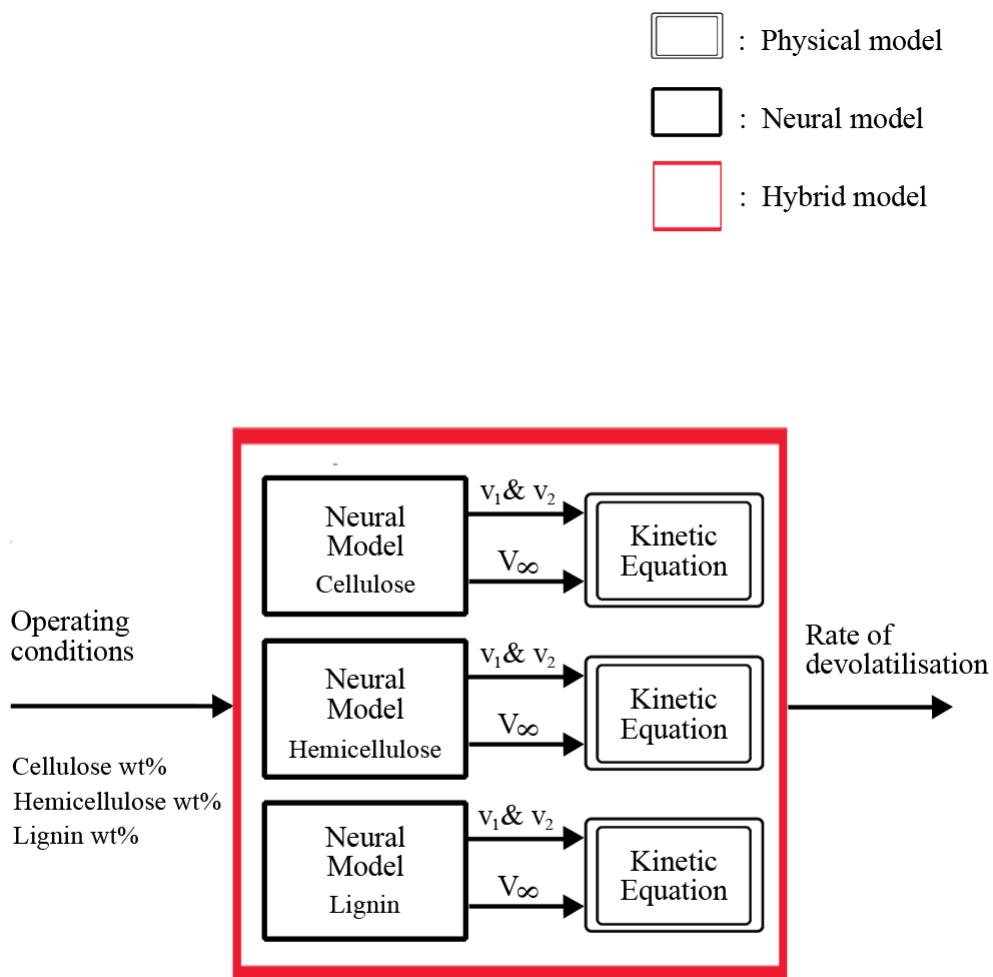 : Physical model
: Neural model
: Hybrid model
Neural
Model
Cellulose
v₁& v₂
V∞
Kinetic
Equation
Operating
conditions
Cellulose wt%
Hemicellulose wt%
Lignin wt%
Neural
Model
Hemicellulose
v₁& v₂
V∞
Kinetic
Equation
Rate of
devolatilisation
Neural
Model
Lignin
v₁& v₂
V∞
Kinetic
Equation